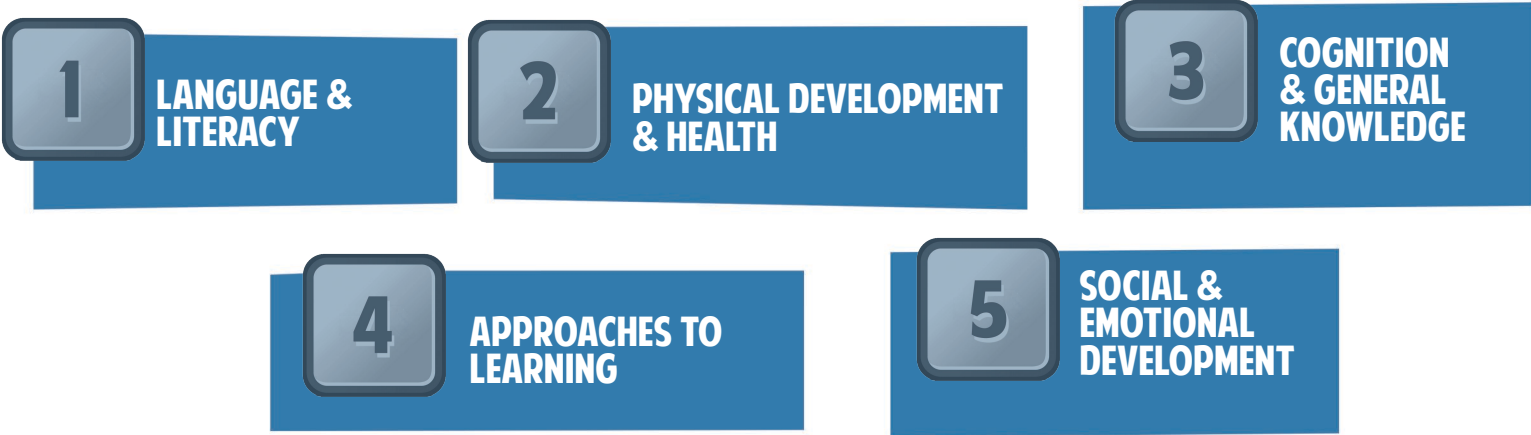 1
LANGUAGE &
LITERACY
2
PHYSICAL DEVELOPMENT
& HEALTH
3
COGNITION
& GENERAL
KNOWLEDGE
4
APPROACHES TO
LEARNING
5
SOCIAL &
EMOTIONAL
DEVELOPMENT